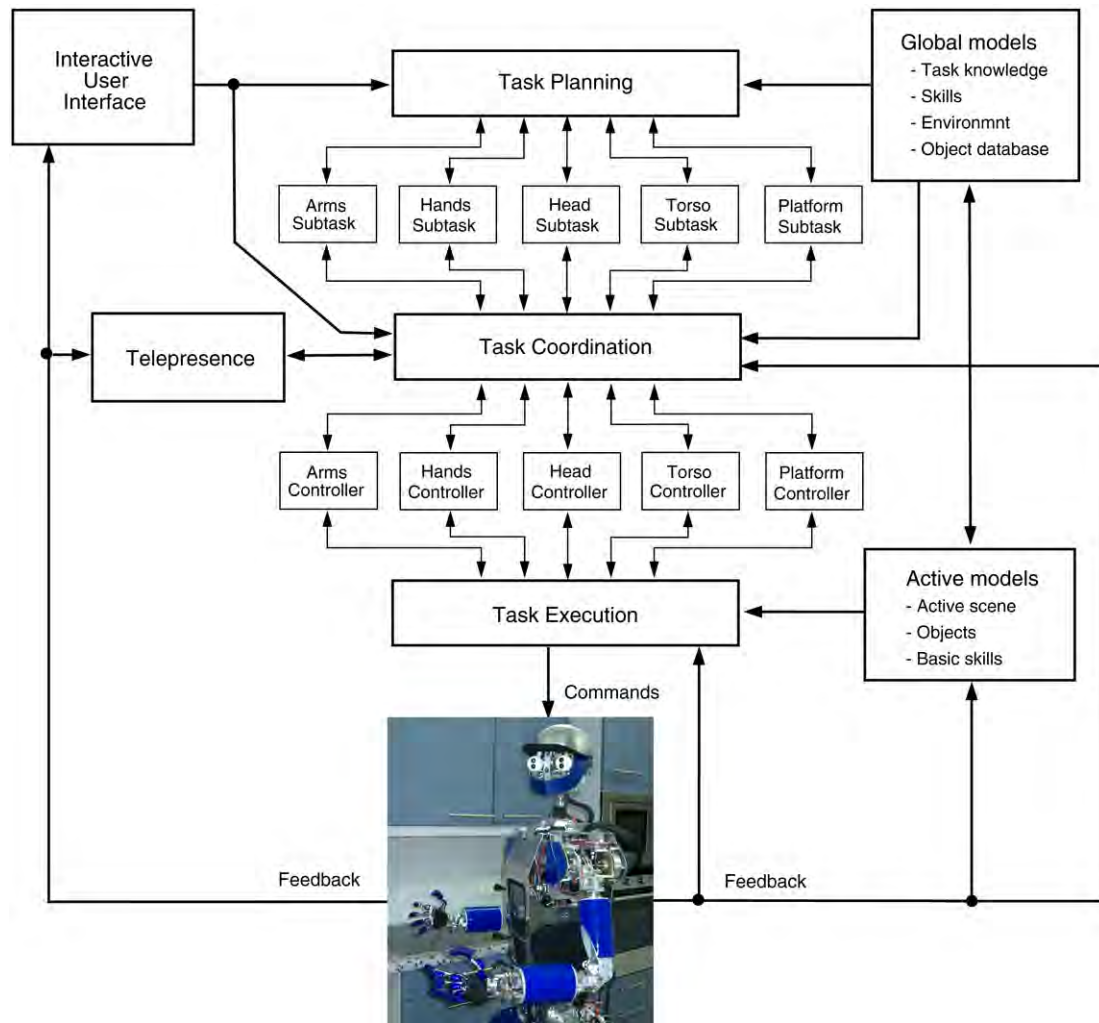 Interactive
User
Interface
Task Planning
Global models
- Task knowledge
- Skills
- Environmnt
- Object database
Arms
Subtask
Hands
Subtask
Head
Subtask
Torso
Subtask
Platform
Subtask
Telepresence
Task Coordination
Arms
Controller
Hands
Controller
Head
Controller
Torso
Controller
Platform
Controller
Task Execution
Active models
- Active scene
- Objects
- Basic skills
Commands
Feedback
Feedback